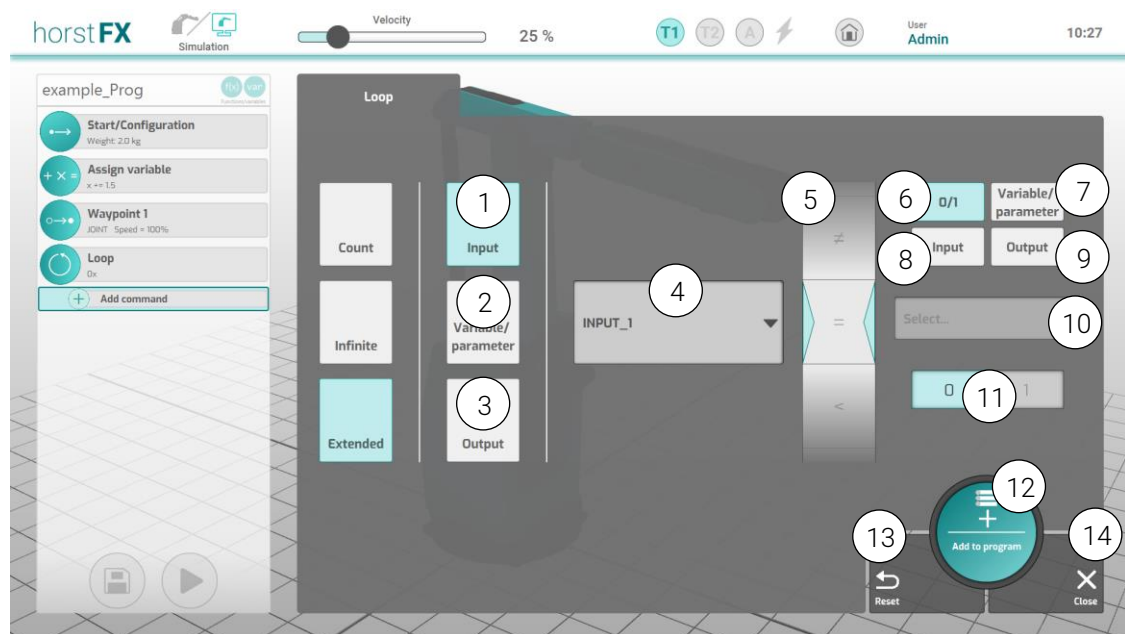 horstFX
Simulation
Velocity
25 %
T1
T2
A
User
Admin
10:27
example_Prog
f(x)
var
Functions/variables
Start/Configuration
Weight: 2.0 kg
+ × =
Assign variable
x == 1.5
Waypoint 1
JOINT Speed = 100%
Loop
0x
+ Add command
Loop
Count
Infinite
Extended
1
Input
2
Variable/
parameter
3
Output
4
INPUT_1
5
≠
=
<
6
0/1
7
Variable/
parameter
8
Input
9
Output
10
Select...
11
0
1
12
+
Add to program
13
Reset
14
Close